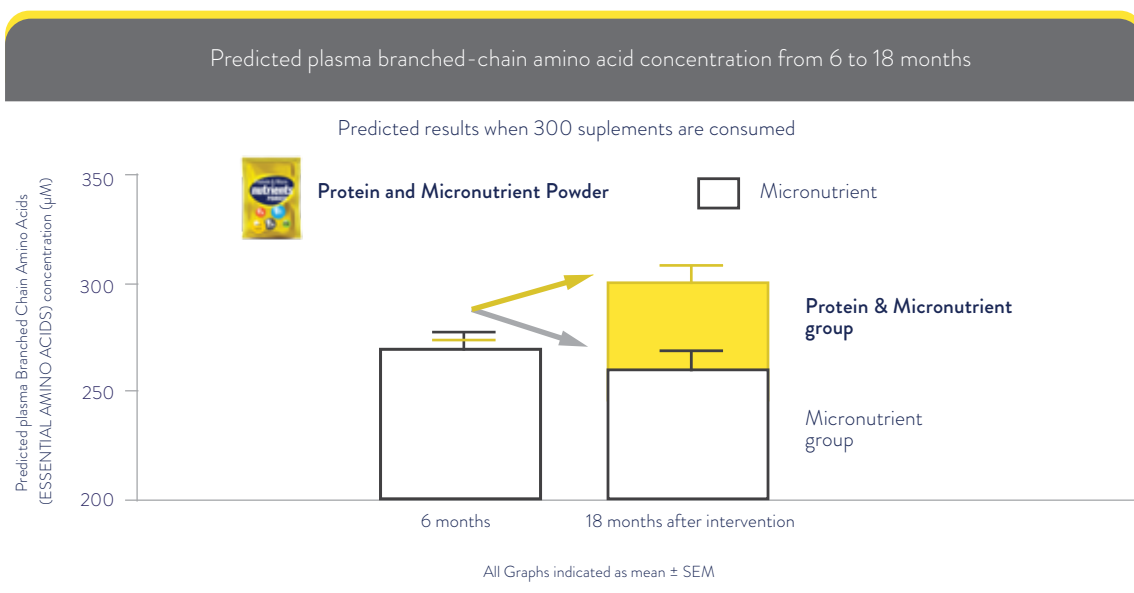 Predicted plasma branched-chain amino acid concentration from 6 to 18 months
Predicted results when 300 suplements are consumed
Predicted plasma Branched Chain Amino Acids
(ESSENTIAL AMINO ACIDS) concentration (µM)
350
300
250
200
nutrients
Protein and Micronutrient Powder
Micronutrient
Protein & Micronutrient
group
Micronutrient
group
6 months
18 months after intervention
All Graphs indicated as mean ± SEM